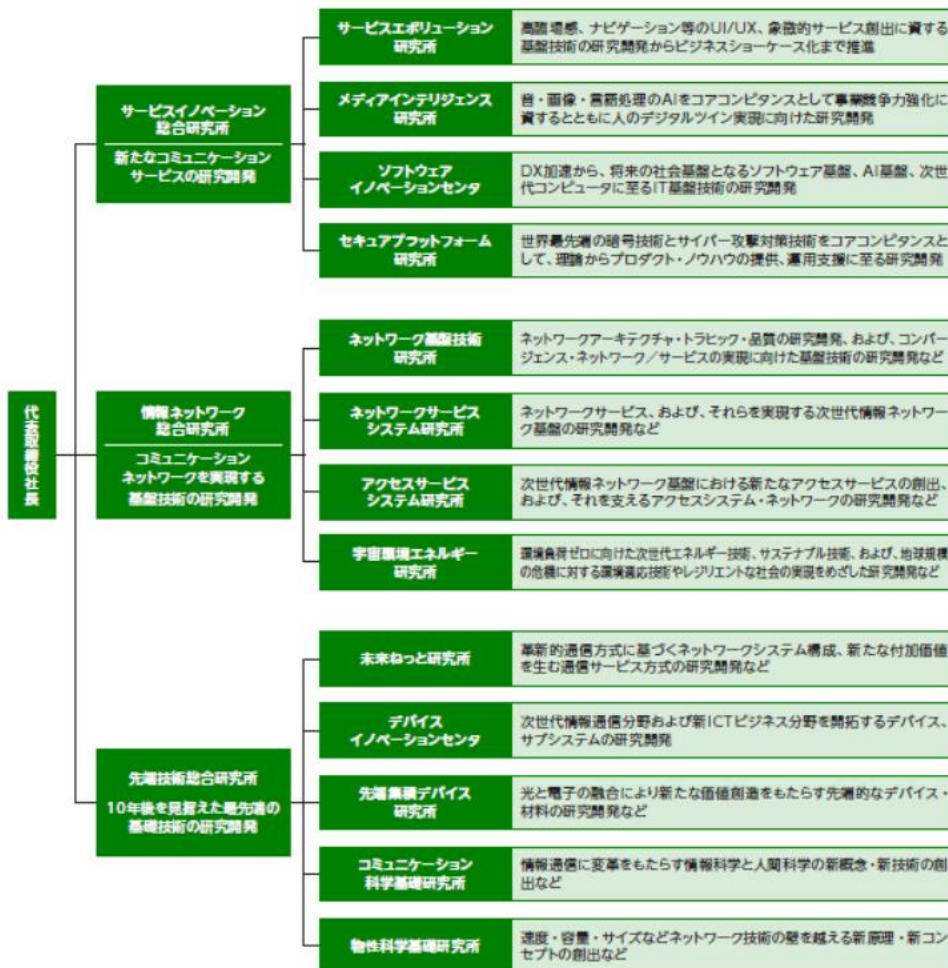 代表取締役社長
サービスイノベーション
総合研究所
新たなコミュニケーション
サービスの研究開発
サービスエボリューション
研究所
高臨場感、ナビゲーション等のUI/UX、象徴的サービス創出に資する
基盤技術の研究開発からビジネスショーケース化まで推進
メディアインテリジェンス
研究所
音・画像・言語処理のAIをコアコンピタンスとして事業競争力強化に
資するとともに人のデジタルツイン実現に向けた研究開発
ソフトウェア
イノベーションセンタ
DX加速から、将来の社会基盤となるソフトウェア基盤、AI基盤、次世
代コンピュータに至るIT基盤技術の研究開発
セキュアプラットフォーム
研究所
世界最先端の暗号技術とサイバー攻撃対策技術をコアコンピタンスと
して、理論からプロダクト・ノウハウの提供、運用支援に至る研究開発
情報ネットワーク
総合研究所
コミュニケーション
ネットワークを実現する
基盤技術の研究開発
ネットワーク基盤技術
研究所
ネットワークアーキテクチャ・トラヒック・品質の研究開発、および、コンバー
ジェンス・ネットワーク／サービスの実現に向けた基盤技術の研究開発など
ネットワークサービス
システム研究所
ネットワークサービス、および、それらを実現する次世代情報ネットワー
ク基盤の研究開発など
アクセスサービス
システム研究所
次世代情報ネットワーク基盤における新たなアクセスサービスの創出、
および、それを支えるアクセスシステム・ネットワークの研究開発など
宇宙環境エネルギー
研究所
環境負荷ゼロに向けた次世代エネルギー技術、サステナブル技術、および、地球規模
の危機に対する環境適応技術やレジリエントな社会の実現をめざした研究開発など
先端技術総合研究所
10年後を見据えた最先端の
基礎技術の研究開発
未来ねっと研究所
革新的通信方式に基づくネットワークシステム構成、新たな付加価値
を生む通信サービス方式の研究開発など
デバイス
イノベーションセンタ
次世代情報通信分野および新ICTビジネス分野を開拓するデバイス、
サブシステムの研究開発
先端集積デバイス
研究所
光と電子の融合により新たな価値創造をもたらす先端的なデバイス・
材料の研究開発など
コミュニケーション
科学基礎研究所
情報通信に変革をもたらす情報科学と人間科学の新概念・新技術の創
出など
物性科学基礎研究所
速度・容量・サイズなどネットワーク技術の壁を越える新原理・新コン
セプトの創出など